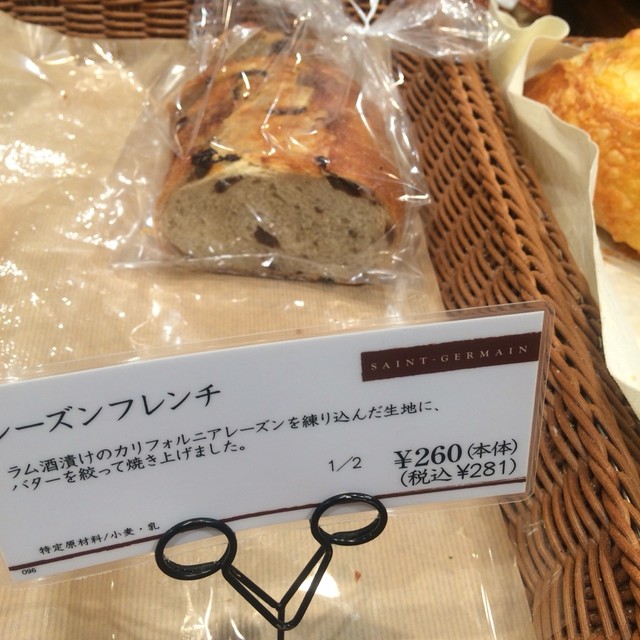 SAINT-GERMAIN
レーズンフレンチ
ラム酒漬けのカリフォルニアレーズンを練り込んだ生地に、
バターを絞って焼き上げました。
1/2 ¥260(本体)
(税込 ¥281)
特定原材料/小麦・乳
096